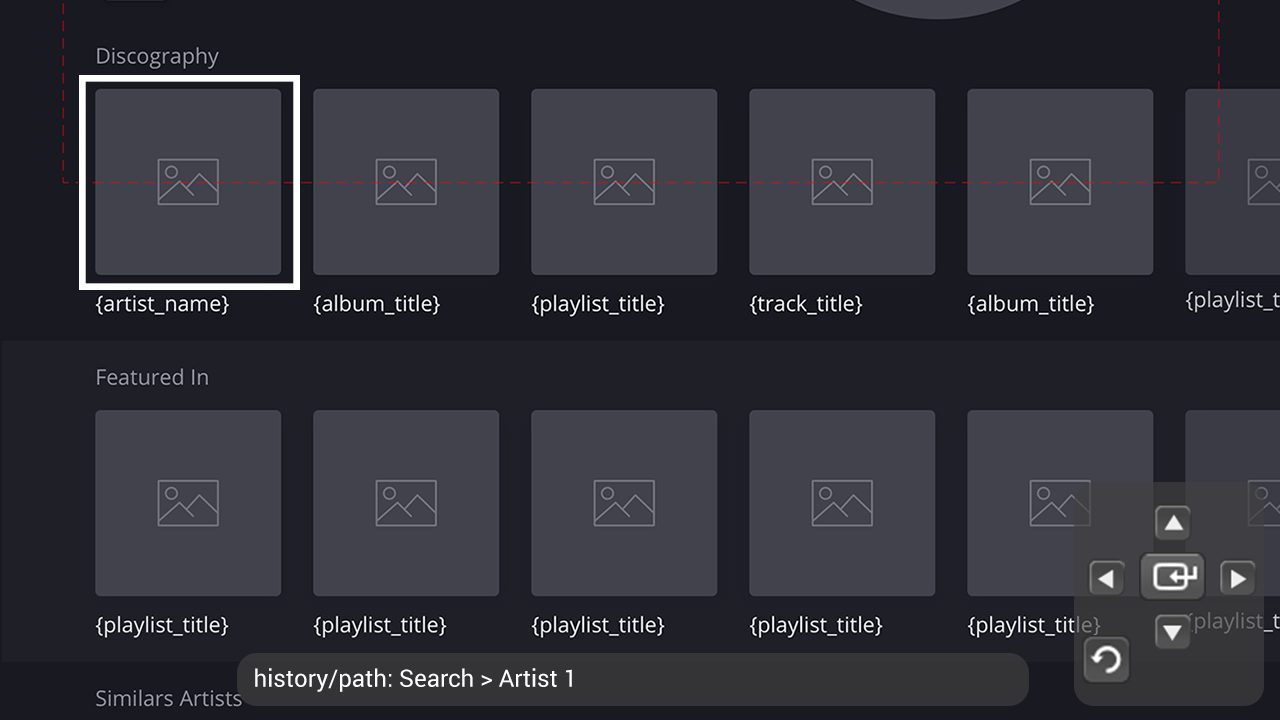 Discography
{artist_name} {album_title} {playlist_title} {track_title} {album_title} {playlist_t
Featured In
{playlist_title} {playlist_title} {playlist_title} {playlist_title} {playlist_title} {playlist_t
history/path: Search > Artist 1
Similars Artists